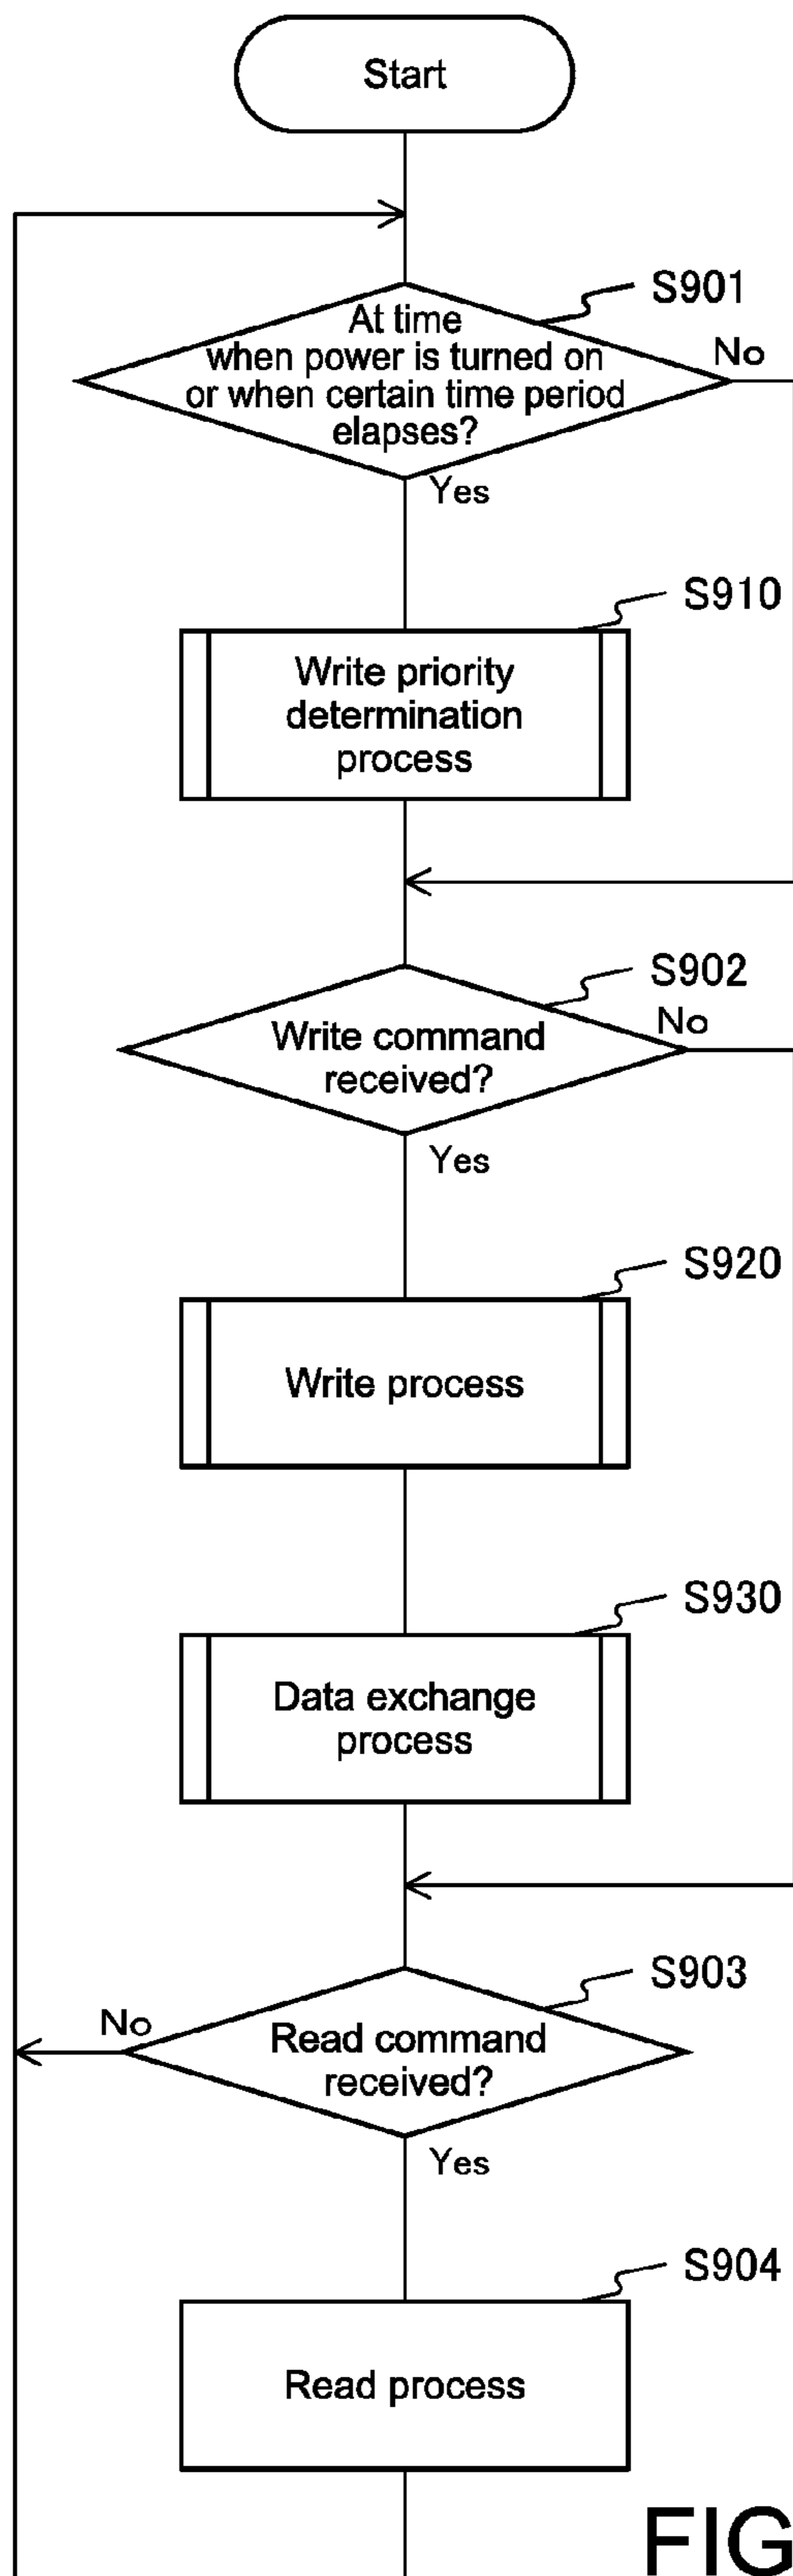 Start
S901
At time
when power is turned on
or when certain time period
elapses?
No
Yes
S910
Write priority
determination
process
S902
Write command
received?
No
Yes
S920
Write process
S930
Data exchange
process
S903
No
Read command
received?
Yes
S904
Read process
FIG